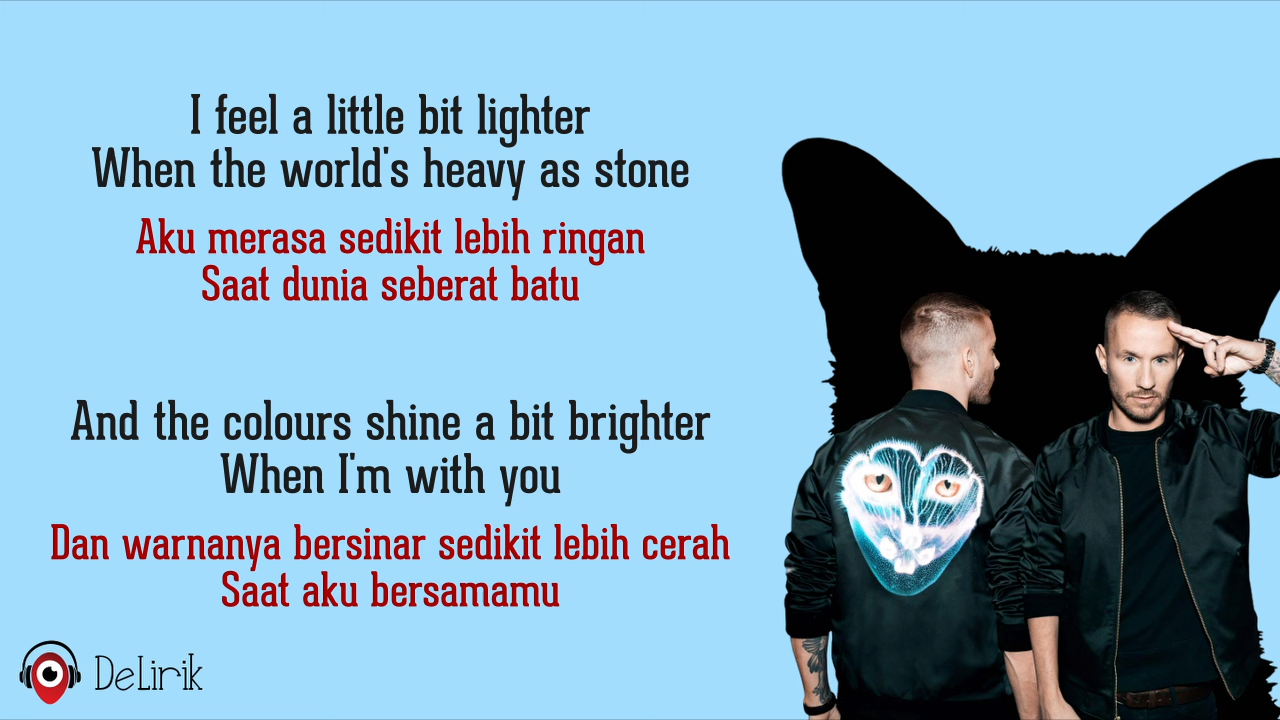 I feel a little bit lighter
When the world's heavy as stone
Aku merasa sedikit lebih ringan
Saat dunia seberat batu
And the colours shine a bit brighter
When I'm with you
Dan warnanya bersinar sedikit lebih cerah
Saat aku bersamamu
DeLirik